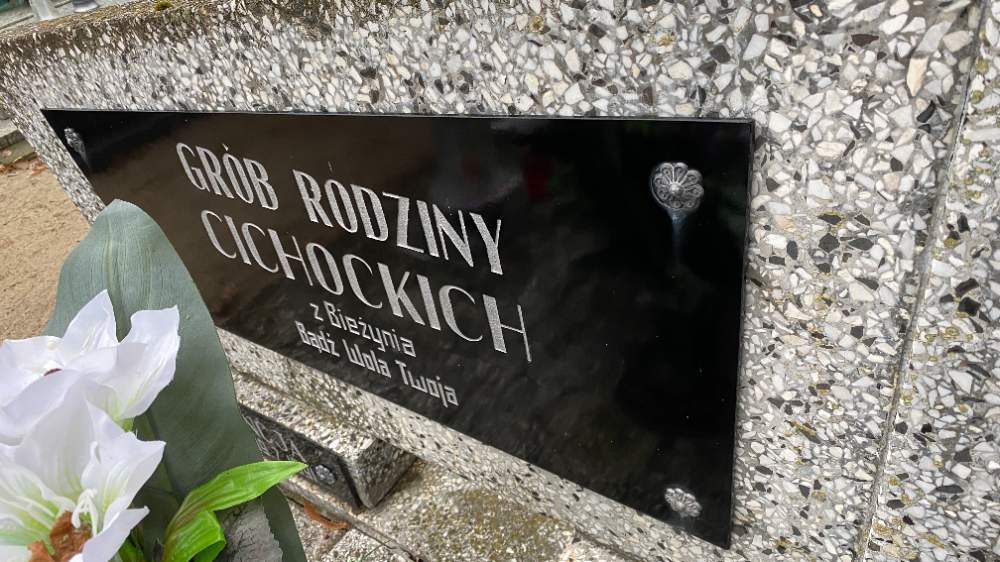 GRÓB RODZINY
CICHOCKICH
z Bieżynia
Bądź Wola Twoja